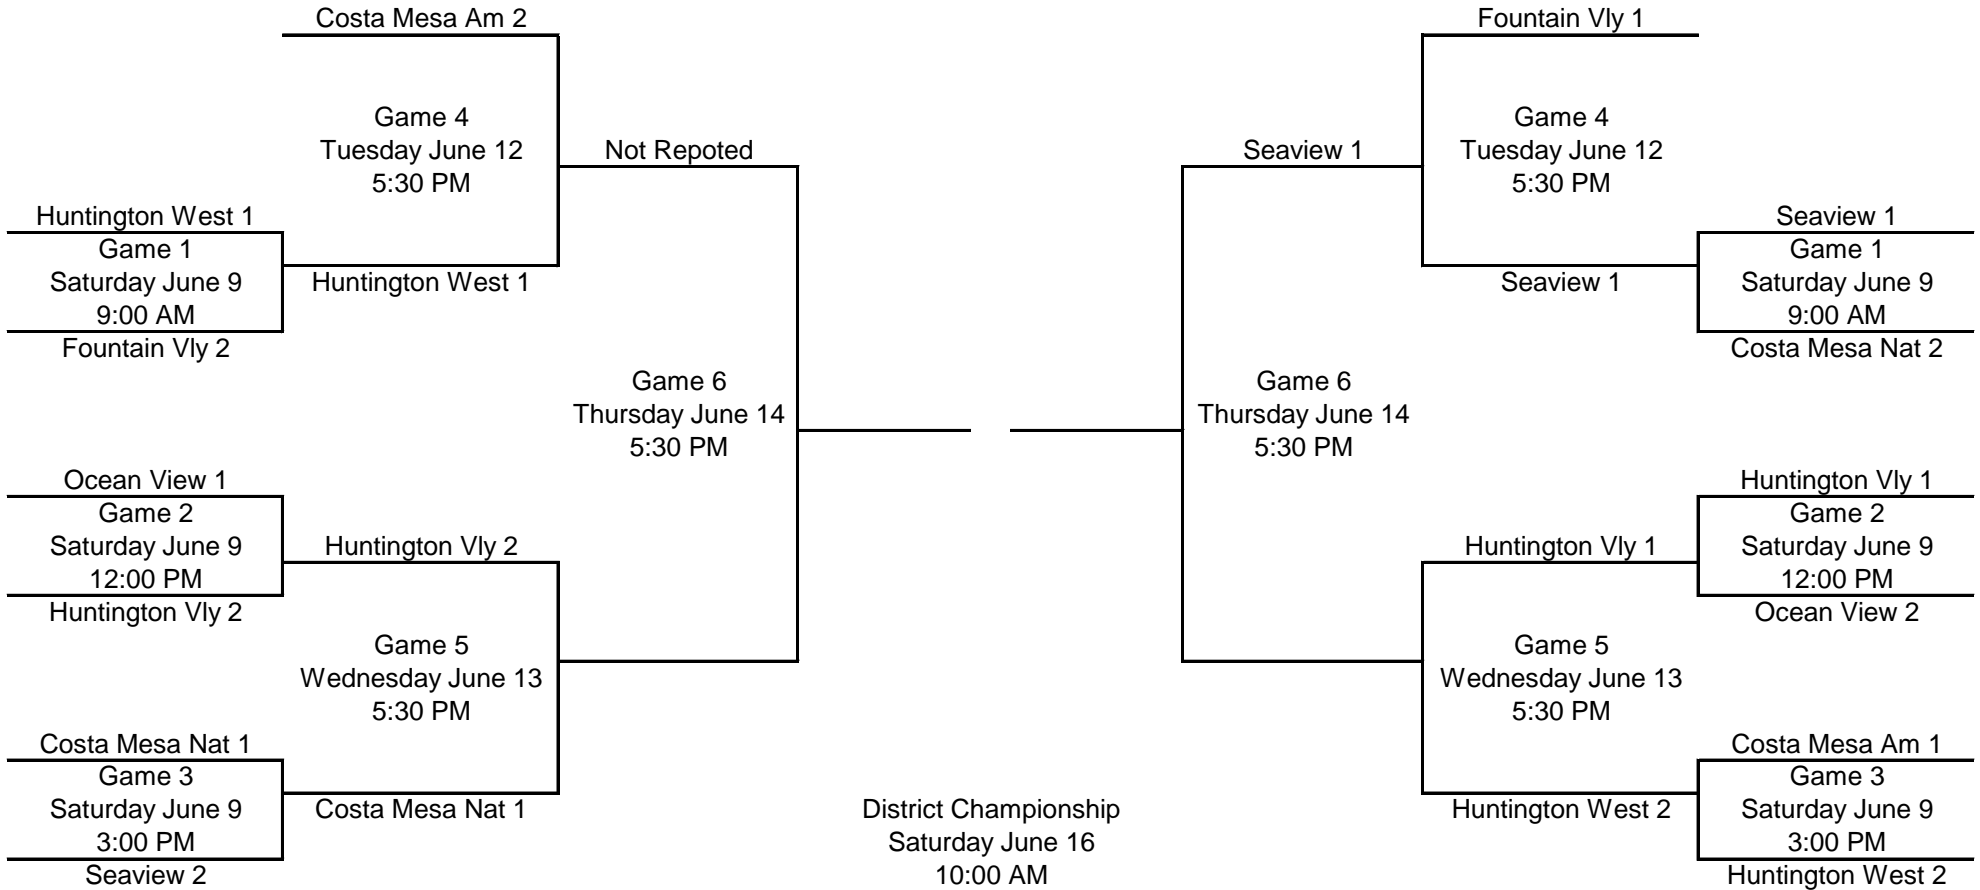 Costa Mesa Am 2
Game 4
Tuesday June 12
5:30 PM
Not Repoted
Huntington West 1
Game 1
Saturday June 9
9:00 AM
Fountain Vly 2
Huntington West 1
Game 6
Thursday June 14
5:30 PM
Ocean View 1
Game 2
Saturday June 9
12:00 PM
Huntington Vly 2
Huntington Vly 2
Game 5
Wednesday June 13
5:30 PM
Costa Mesa Nat 1
Game 3
Saturday June 9
3:00 PM
Seaview 2
Costa Mesa Nat 1
District Championship
Saturday June 16
10:00 AM
Fountain Vly 1
Game 4
Tuesday June 12
5:30 PM
Seaview 1
Seaview 1
Game 1
Saturday June 9
9:00 AM
Costa Mesa Nat 2
Seaview 1
Game 6
Thursday June 14
5:30 PM
Huntington Vly 1
Game 2
Saturday June 9
12:00 PM
Ocean View 2
Huntington Vly 1
Game 5
Wednesday June 13
5:30 PM
Costa Mesa Am 1
Game 3
Saturday June 9
3:00 PM
Huntington West 2
Huntington West 2